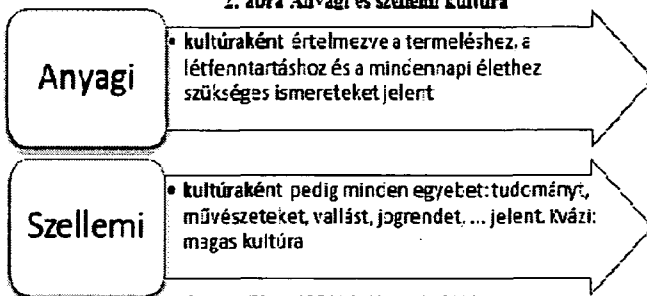 2. ábra Anyagi és szellemi kultúra
Anyagi
• kultúraként értelmezve a termeléshez, a
létfenntartáshoz és a mindennapi élethez
szükséges ismereteket jelent
Szellemi
• kultúraként pedig minden egyebet: tudományt,
művészeteket, vallást, jogrendet, ... jelent. Kvázi:
magas kultúra